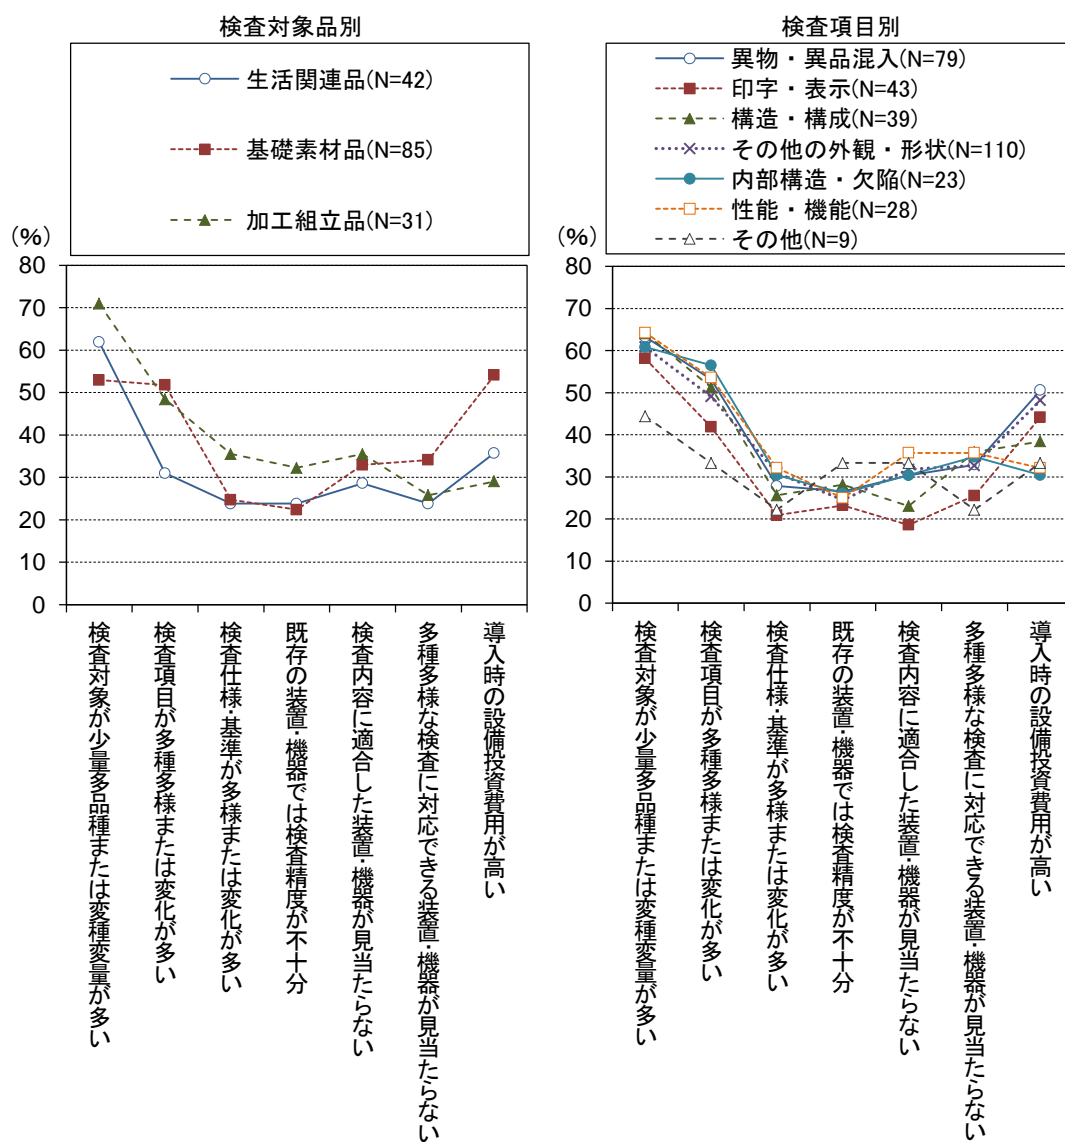 検査対象品別
生活関連品(N=42)
基礎素材品(N=85)
加工組立品(N=31)
(%)
80
70
60
50
40
30
20
10
0
検査対象が少量多品種または変種変量が多い
検査項目が多種多様または変化が多い
検査仕様・基準が多様または変化が多い
既存の装置・機器では検査精度が不十分
検査内容に適合した装置・機器が見当たらない
多種多様な検査に対応できる装置・機器が見当たらない
導入時の設備投資費用が高い
検査項目別
異物・異品混入(N=79)
印字・表示(N=43)
構造・構成(N=39)
その他の外観・形状(N=110)
内部構造・欠陥(N=23)
性能・機能(N=28)
その他(N=9)
(%)
80
70
60
50
40
30
20
10
0
検査対象が少量多品種または変種変量が多い
検査項目が多種多様または変化が多い
検査仕様・基準が多様または変化が多い
既存の装置・機器では検査精度が不十分
検査内容に適合した装置・機器が見当たらない
多種多様な検査に対応できる装置・機器が見当たらない
導入時の設備投資費用が高い